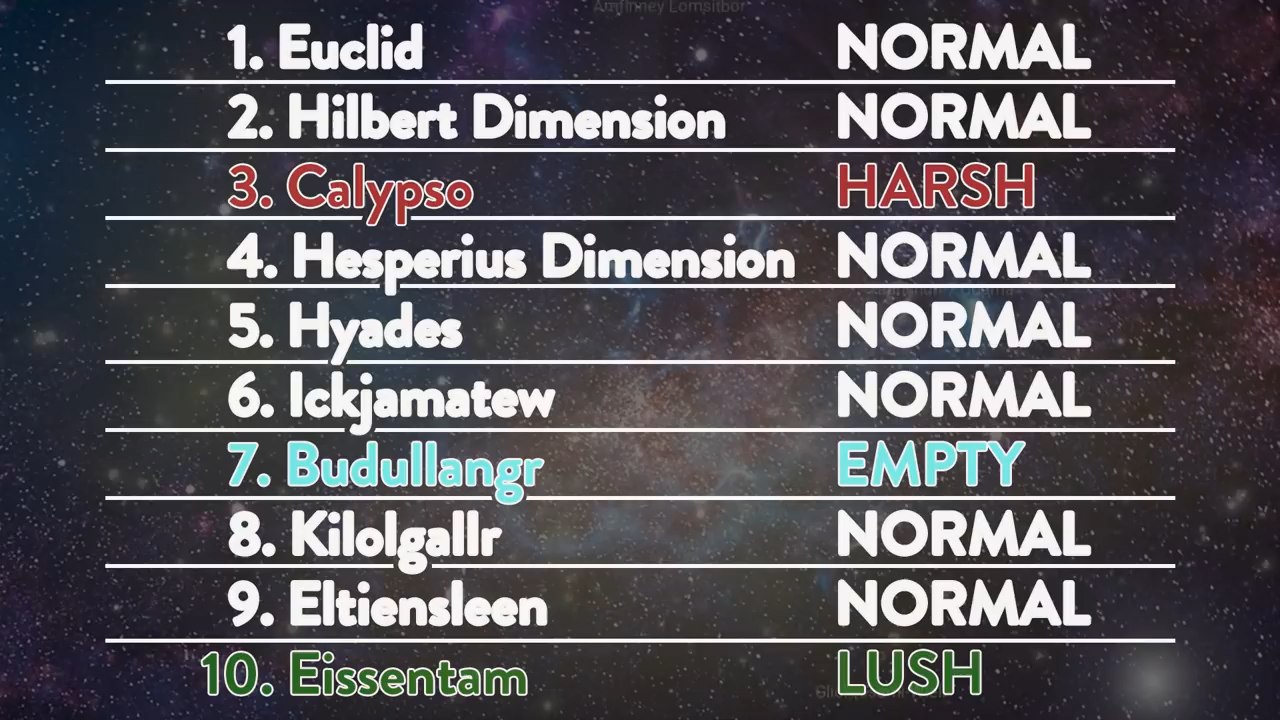 1. Euclid NORMAL
2. Hilbert Dimension NORMAL
3. Calypso HARSH
4. Hesperius Dimension NORMAL
5. Hyades NORMAL
6. Ickjamatew NORMAL
7. Budullangr EMPTY
8. Kilolgallr NORMAL
9. Eltiensleen NORMAL
10. Eissentam LUSH